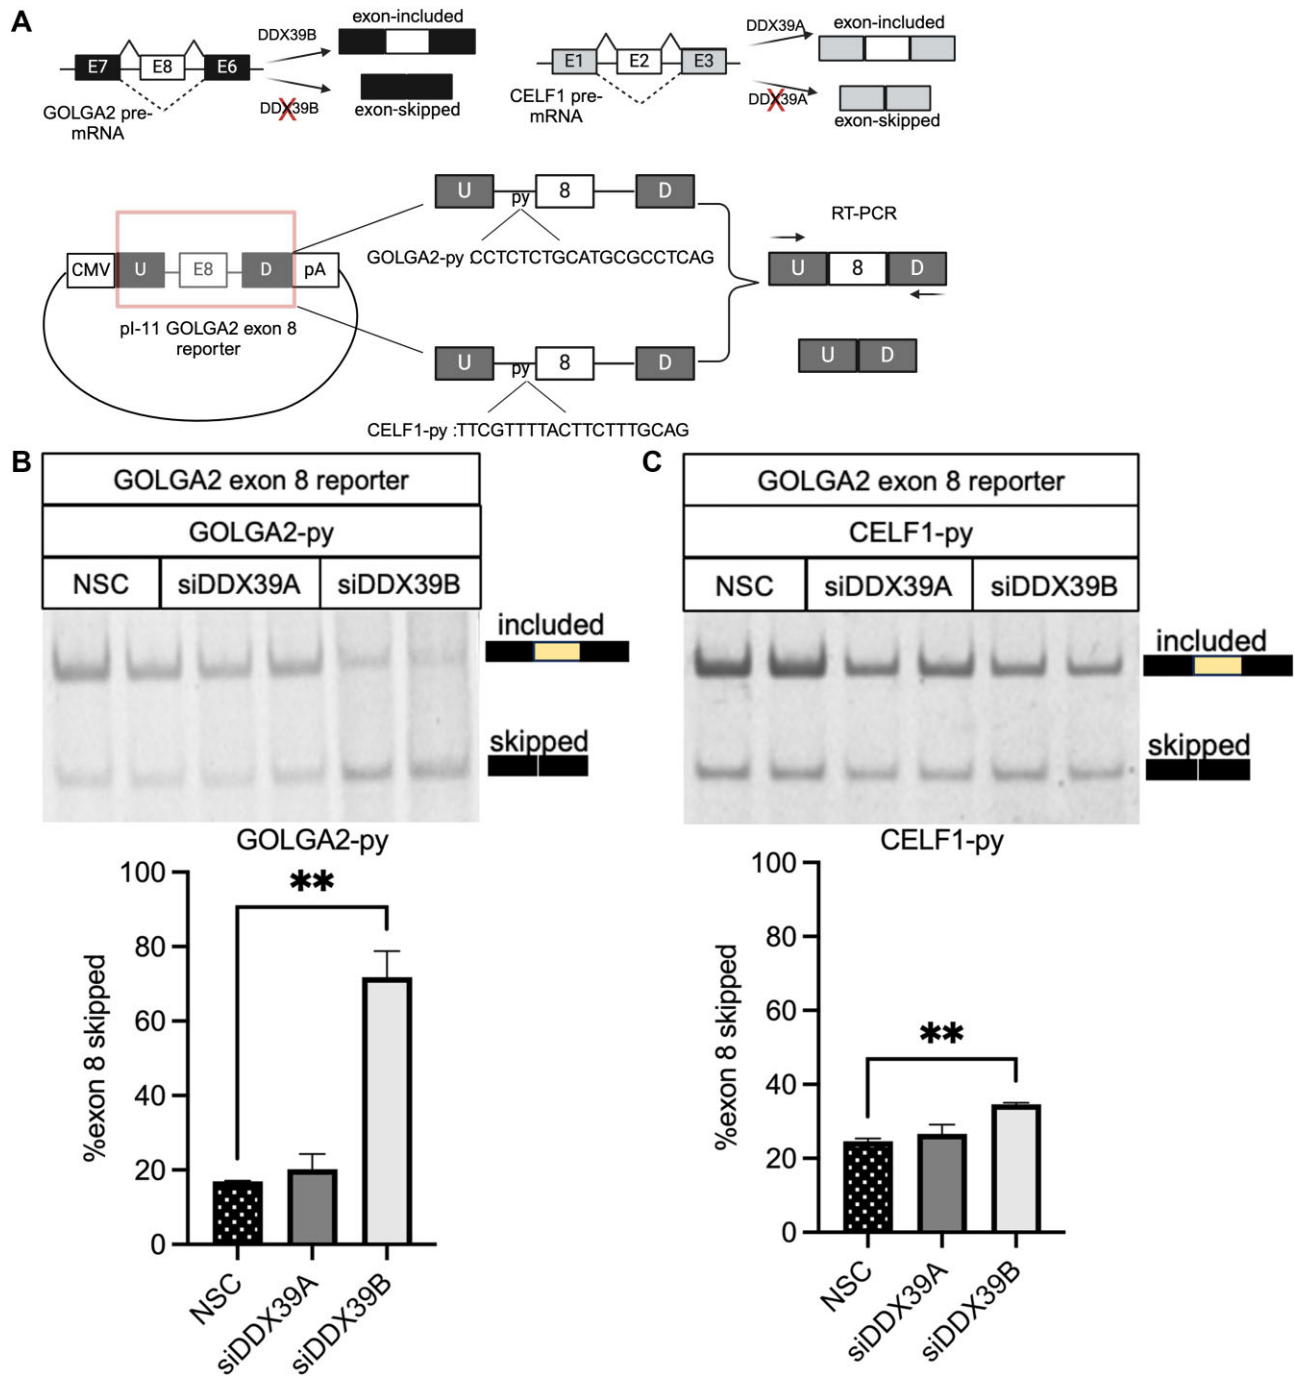 A
DDX39B
exon-included
E7
E8
E6
GOLGA2 pre-
mRNA
DDX39B
exon-skipped
DDX39A
exon-included
E1
E2
E3
CELF1 pre-
mRNA
DDX39A
exon-skipped
U
py
8
D
GOLGA2-py :CCTCTCTGCATGCGCCTCAG
CMV
U
E8
D
pA
pI-11 GOLGA2 exon 8
reporter
RT-PCR
U
8
D
U
D
U
py
8
D
CELF1-py :TTCGTTTTACTTCTTTGCAG
B
GOLGA2 exon 8 reporter
GOLGA2-py
NSC
siDDX39A
siDDX39B
included
skipped
GOLGA2-py
100
80
60
40
20
0
%exon 8 skipped
**
NSC
siDDX39A
siDDX39B
C
GOLGA2 exon 8 reporter
CELF1-py
NSC
siDDX39A
siDDX39B
included
skipped
CELF1-py
100
80
60
40
20
0
%exon 8 skipped
**
NSC
siDDX39A
siDDX39B